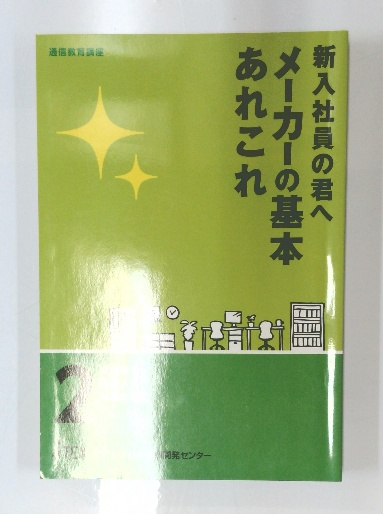 通信教育講座
新入社員の君へ
メーカーの基本
あれこれ
2
開発センター